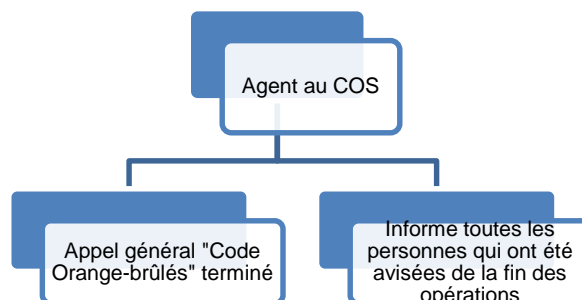 Agent au COS
Appel général "Code
Orange-brûlés" terminé
Informe toutes les
personnes qui ont été
avisées de la fin des
opérations